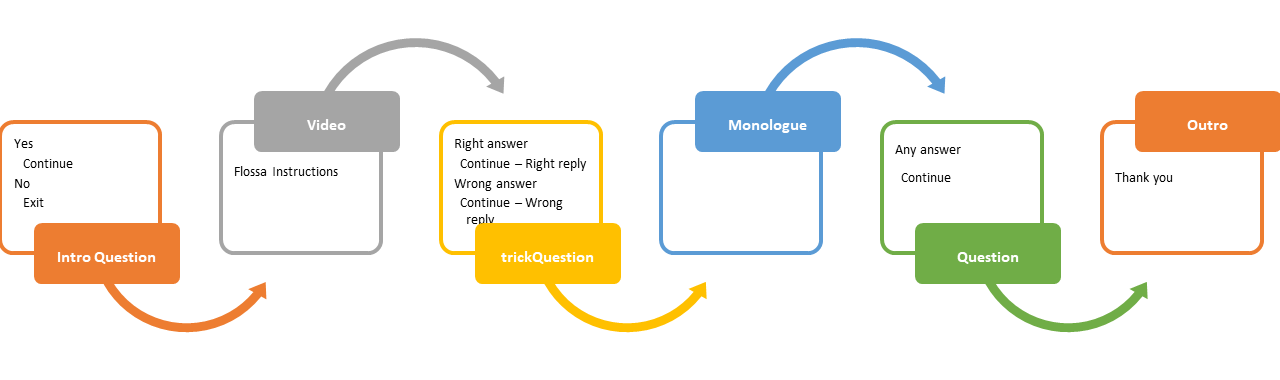 Yes
Continue
No
Exit
Intro Question
Video
Flossa Instructions
Right answer
Continue – Right reply
Wrong answer
Continue – Wrong
reply
trickQuestion
Monologue
Any answer
Continue
Question
Outro
Thank you